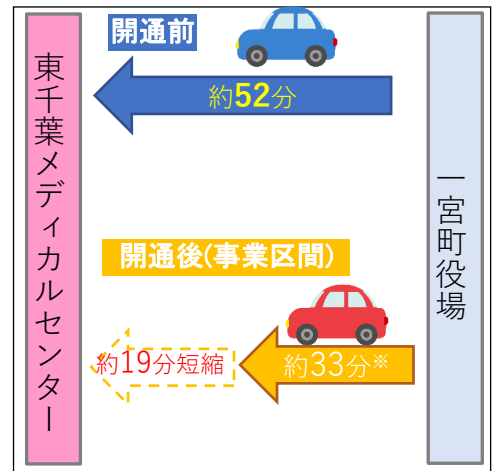 開通前
約52分
東千葉メディカルセンター
一宮町役場
開通後(事業区間)
約19分短縮
約33分※